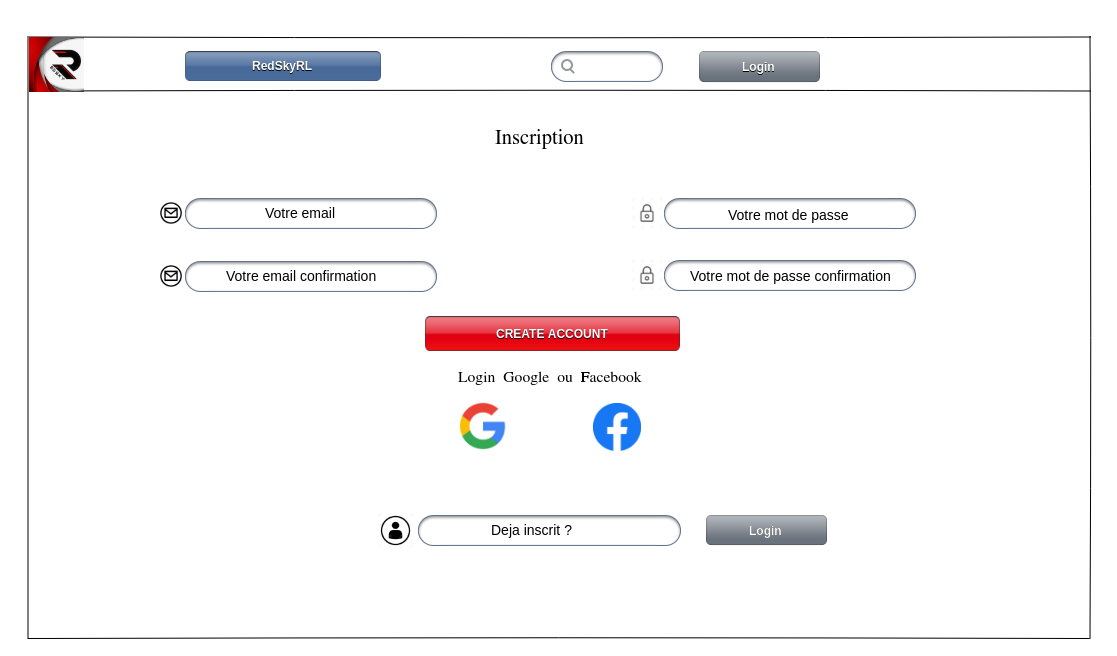 RedSkyRL
Login
Inscription
Votre email
Votre mot de passe
Votre email confirmation
Votre mot de passe confirmation
CREATE ACCOUNT
Login Google ou Facebook
Deja inscrit ?
Login